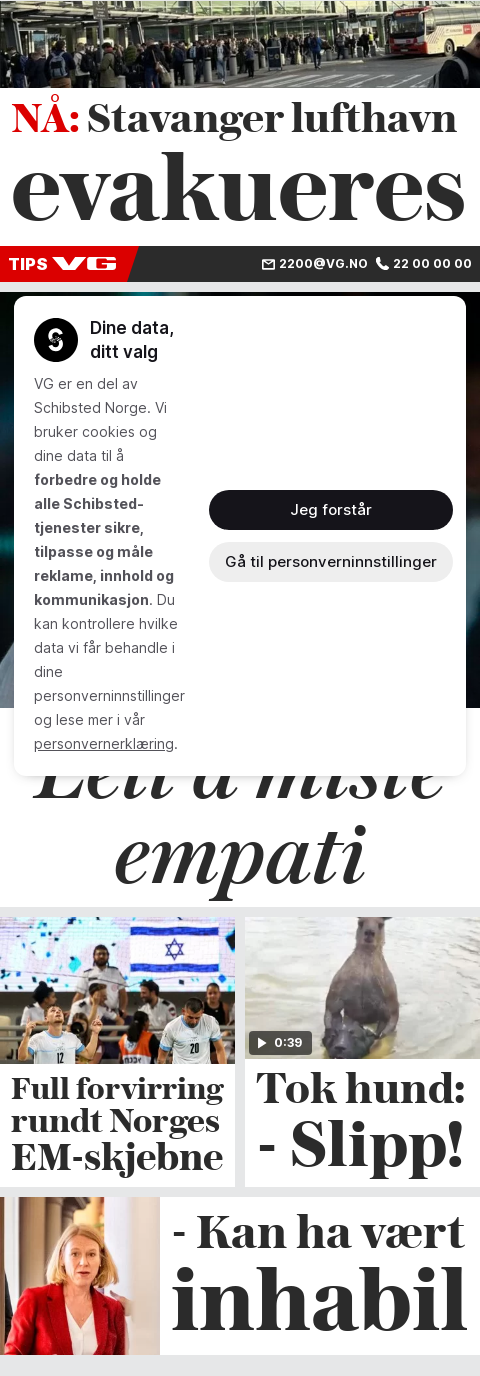 NÅ: Stavanger lufthavn
evakueres
TIPS VG
2200@VG.NO 22 00 00 00
Dine data,
ditt valg
VG er en del av
Schibsted Norge. Vi
bruker cookies og
dine data til å
forbedre og holde
alle Schibsted-
tjenester sikre,
tilpasse og måle
reklame, innhold og
kommunikasjon. Du
kan kontrollere hvilke
data vi får behandle i
dine
personverninnstillinger
og lese mer i vår
personvernerklæring.
Jeg forstår
Gå til personverninnstillinger
Lett å miste
empati
12
20
Full forvirring
rundt Norges
EM-skjebne
0:39
Tok hund:
- Slipp!
- Kan ha vært
inhabil